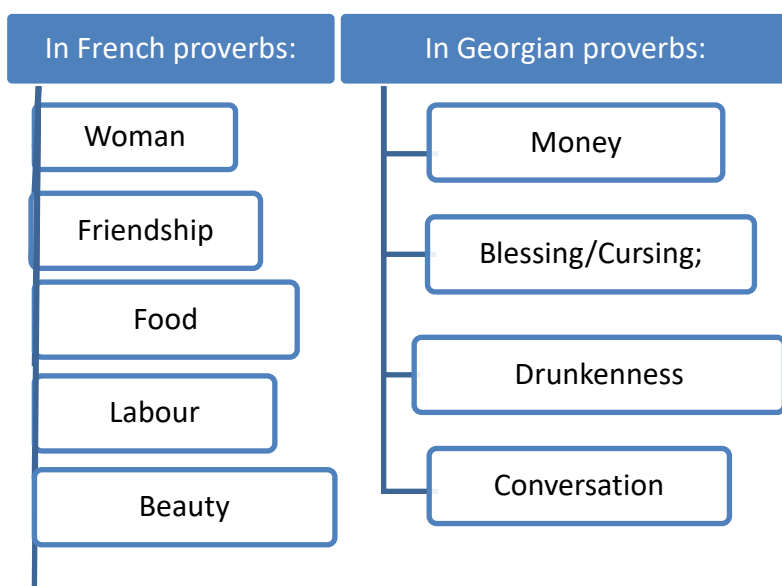 In French proverbs:
Woman
Friendship
Food
Labour
Beauty
In Georgian proverbs:
Money
Blessing/Cursing;
Drunkenness
Conversation